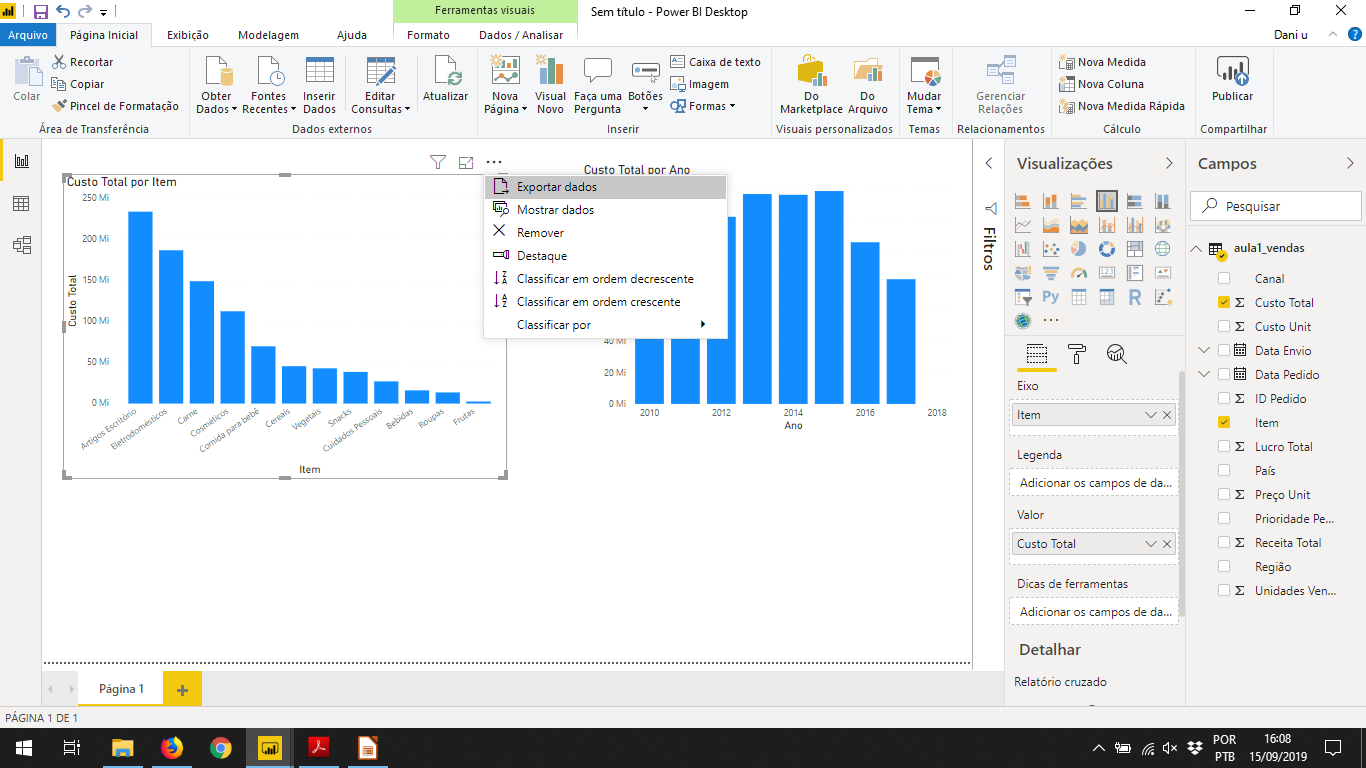 Ferramentas visuais
Sem título - Power BI Desktop
Arquivo Página Inicial Exibição Modelagem Ajuda Formato Dados / Analisar Dani u
Colar
Recortar
Copiar
Pincel de Formatação
Área de Transferência
Obter Dados
Fontes Recentes
Inserir Dados
Editar Consultas
Atualizar
Dados externos
Nova Página
Visual Novo
Faça uma Pergunta
Botões
Caixa de texto
Imagem
Formas
Inserir
Do Marketplace
Do Arquivo
Visuais personalizados
Mudar Tema
Temas
Gerenciar Relações
Relacionamentos
Nova Medida
Nova Coluna
Nova Medida Rápida
Cálculo
Publicar
Compartilhar
Custo Total por Item
250 Mi
200 Mi
150 Mi
100 Mi
50 Mi
0 Mi
Custo Total
Artigos Escritório
Eletrodomésticos
Carne
Cosméticos
Comida para bebê
Cereais
Vegetais
Snacks
Cuidados Pessoais
Bebidas
Roupas
Frutas
Item
Exportar dados
Mostrar dados
Remover
Destaque
Classificar em ordem decrescente
Classificar em ordem crescente
Classificar por
Custo Total por Ano
40 Mi
20 Mi
0 Mi
2010 2012 2014 2016 2018
Ano
Filtros
Visualizações
Py
R
123
Eixo
Item
Legenda
Adicionar os campos de da...
Valor
Custo Total
Dicas de ferramentas
Adicionar os campos de da...
Detalhar
Relatório cruzado
Campos
Pesquisar
aula1_vendas
Canal
Custo Total
Custo Unit
Data Envio
Data Pedido
ID Pedido
Item
Lucro Total
País
Preço Unit
Prioridade Pe...
Receita Total
Região
Unidades Ven...
Página 1
PÁGINA 1 DE 1
POR
PTB
16:08
15/09/2019